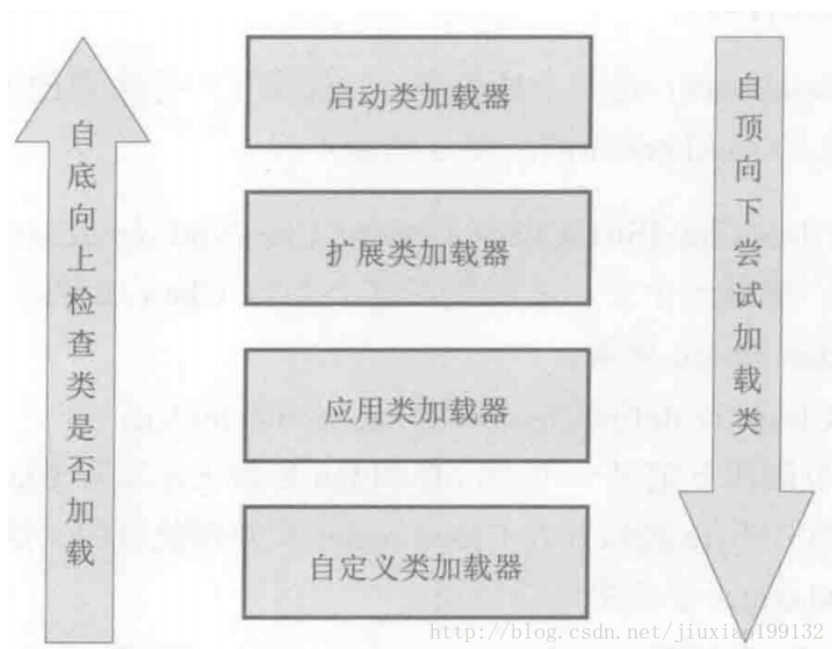 自底向上检查类是否加载
启动类加载器
扩展类加载器
应用类加载器
自定义类加载器
自顶向下尝试加载类
http://blog.csdn.net/jiuxiao199132